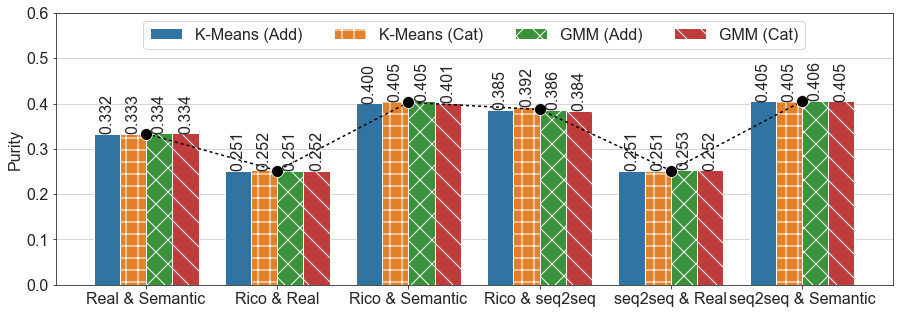 K-Means (Add) K-Means (Cat) GMM (Add) GMM (Cat)
Purity
0.6
0.5
0.4
0.3
0.2
0.1
0.0
0.332 0.333 0.334 0.334
0.251 0.252 0.251 0.252
0.400 0.405 0.405 0.401
0.385 0.392 0.386 0.384
0.251 0.251 0.253 0.252
0.405 0.405 0.406 0.405
Real & Semantic Rico & Real Rico & Semantic Rico & seq2seq seq2seq & Real seq2seq & Semantic